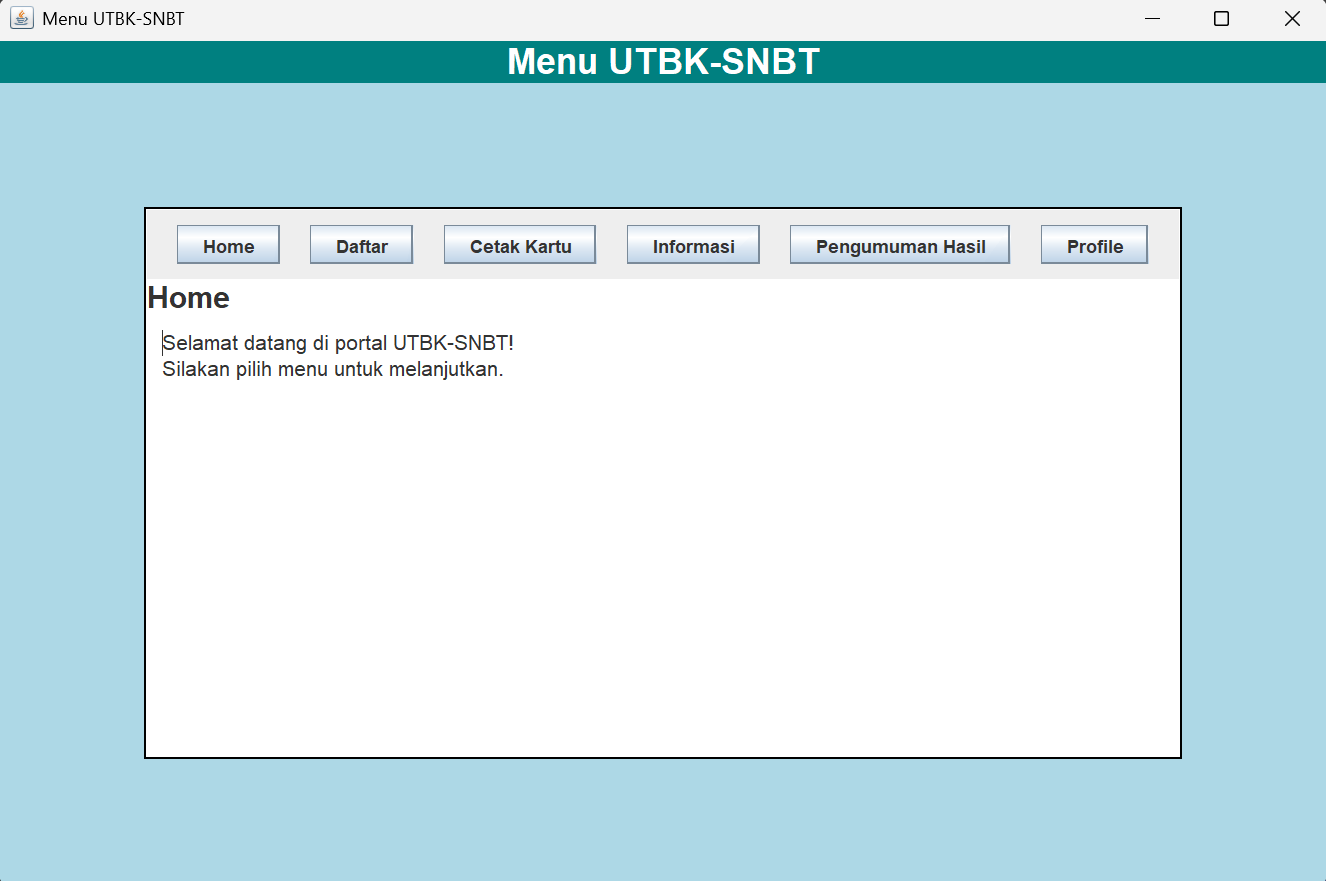 Menu UTBK-SNBT
Menu UTBK-SNBT
Home Daftar Cetak Kartu Informasi Pengumuman Hasil Profile
Home
Selamat datang di portal UTBK-SNBT!
Silakan pilih menu untuk melanjutkan.